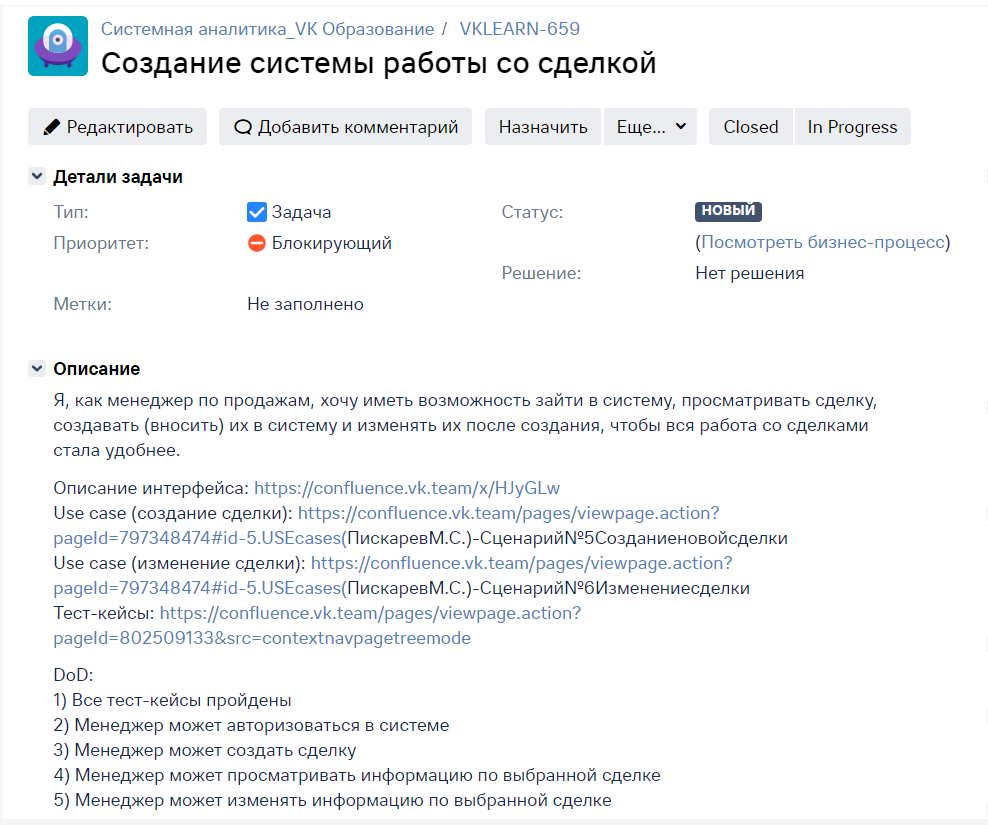 Системная аналитика_VK Образование / VKLEARN-659
Создание системы работы со сделкой
Редактировать Добавить комментарий Назначить Еще... Closed In Progress
Детали задачи
Тип: Задача Статус: НОВЫЙ
Приоритет: Блокирующий (Посмотреть бизнес-процесс)
Решение: Нет решения
Метки: Не заполнено
Описание
Я, как менеджер по продажам, хочу иметь возможность зайти в систему, просматривать сделку,
создавать (вносить) их в систему и изменять их после создания, чтобы вся работа со сделками
стала удобнее.
Описание интерфейса: https://confluence.vk.team/x/HJyGLw
Use case (создание сделки): https://confluence.vk.team/pages/viewpage.action?
pageId=797348474#id-5.USEcases(ПискаревМ.С.)-Сценарий№5Созданиеновойсделки
Use case (изменение сделки): https://confluence.vk.team/pages/viewpage.action?
pageId=797348474#id-5.USEcases(ПискаревМ.С.)-Сценарий№6Изменениесделки
Тест-кейсы: https://confluence.vk.team/pages/viewpage.action?
pageId=802509133&src=contextnavpagetreemode
DoD:
1) Все тест-кейсы пройдены
2) Менеджер может авторизоваться в системе
3) Менеджер может создать сделку
4) Менеджер может просматривать информацию по выбранной сделке
5) Менеджер может изменять информацию по выбранной сделке